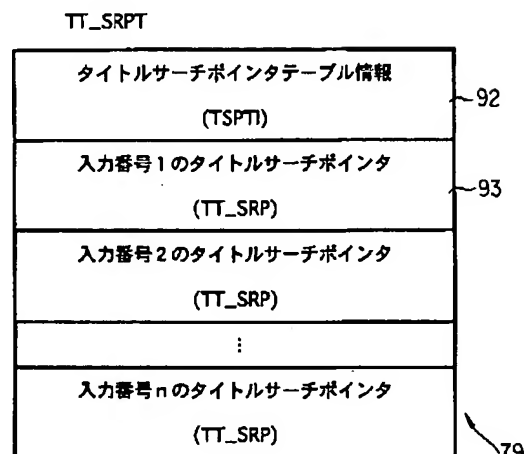 TT_SRPT
タイトルサーチポインタテーブル情報
(TSPTI)
92
入力番号1のタイトルサーチポインタ
(TT_SRP)
93
入力番号2のタイトルサーチポインタ
(TT_SRP)
⋮
入力番号nのタイトルサーチポインタ
(TT_SRP)
79